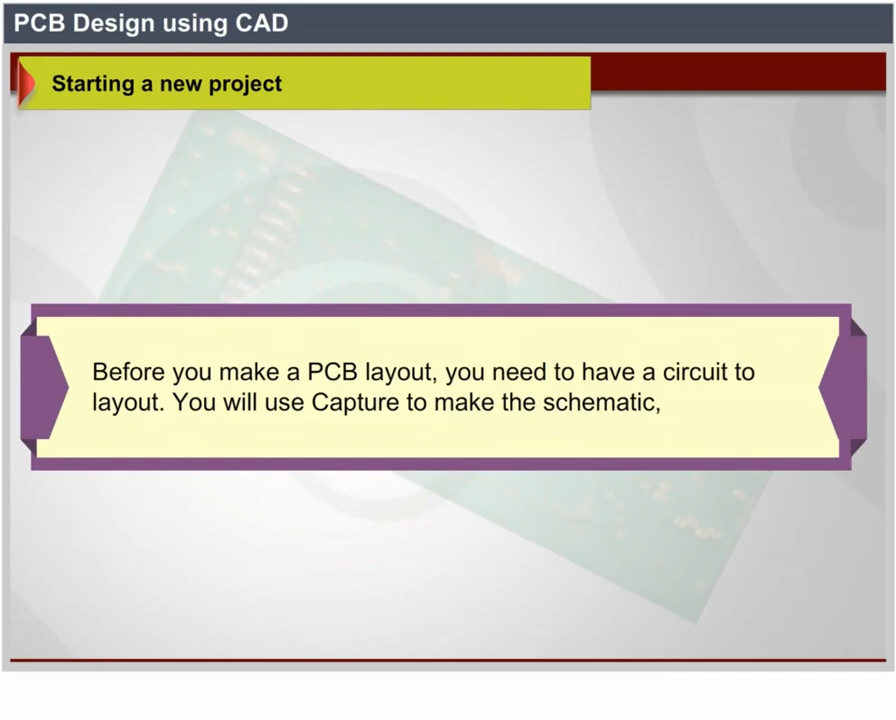 PCB Design using CAD
Starting a new project
Before you make a PCB layout, you need to have a circuit to
layout. You will use Capture to make the schematic,